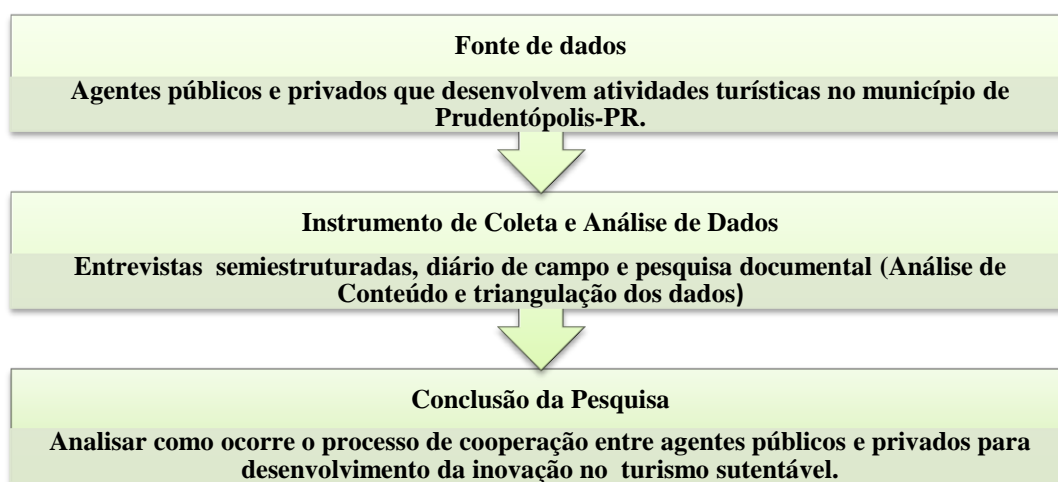 Fonte de dados
Agentes públicos e privados que desenvolvem atividades turísticas no município de
Prudentópolis-PR.
Instrumento de Coleta e Análise de Dados
Entrevistas semiestruturadas, diário de campo e pesquisa documental (Análise de
Conteúdo e triangulação dos dados)
Conclusão da Pesquisa
Analisar como ocorre o processo de cooperação entre agentes públicos e privados para
desenvolvimento da inovação no turismo sutentável.